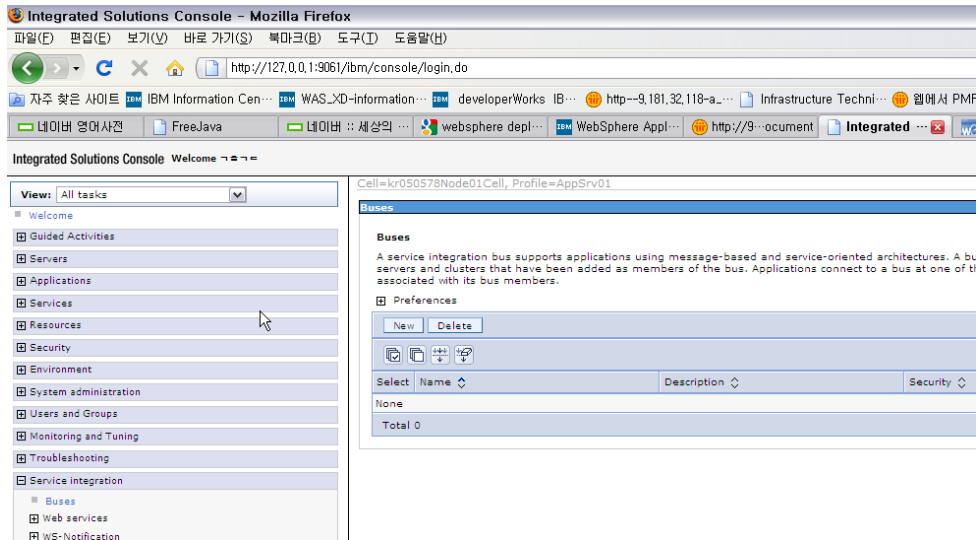 Integrated Solutions Console - Mozilla Firefox
파일(F) 편집(E) 보기(V) 바로 가기(S) 북마크(B) 도구(T) 도움말(H)
http://127,0,0,1:9061/ibm/console/login,do
자주 찾은 사이트 IBM Information Cen… WAS_XD-information… developerWorks IB… http--9,181,32,118-a_… Infrastructure Techni… 웹에서 PMF
네이버 영어사전 FreeJava 네이버 :: 세상의 … websphere depl… WebSphere Appl… http://9…ocument Integrated …
Integrated Solutions Console Welcome ㄱㅎㄱㄷ
Cell=kr050578Node01Cell, Profile=AppSrv01
View: All tasks
Welcome
Guided Activities
Servers
Applications
Services
Resources
Security
Environment
System administration
Users and Groups
Monitoring and Tuning
Troubleshooting
Service integration
Buses
Web services
WS-Notification
Buses
Buses
A service integration bus supports applications using message-based and service-oriented architectures. A bu
servers and clusters that have been added as members of the bus. Applications connect to a bus at one of th
associated with its bus members.
Preferences
New Delete
Select Name Description Security
None
Total 0